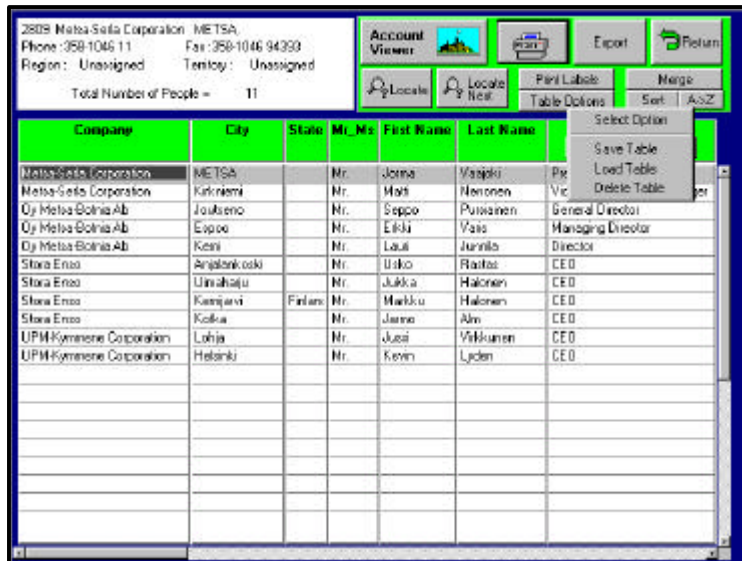 2809 Metsa-Serla Corporation METSA,
Phone :358-1046 11 Fax :358-1046 94393
Region : Unassigned Territory : Unassigned
Total Number of People = 11
Account Viewer
Print
Export
Return
Locate
Locate Next
Print Labels
Merge
Table Options
Sort
A->Z
Select Option
Save Table
Load Table
Delete Table
Company City State Mr_Ms First Name Last Name
Metsa-Serla Corporation METSA Mr. Jorma Vaajoki
Metsa-Serla Corporation Kirkniemi Mr. Matti Nenonen
Oy Metsa-Botnia Ab Joutseno Mr. Seppo Puroiainen General Director
Oy Metsa-Botnia Ab Espoo Mr. Erkki Varis Managing Director
Oy Metsa-Botnia Ab Kemi Mr. Lauri Junnila Director
Stora Enso Anjalankoski Mr. Usko Rastas CEO
Stora Enso Uimaharju Mr. Jukka Halonen CEO
Stora Enso Kemijarvi Finlan Mr. Markku Halonen CEO
Stora Enso Kotka Mr. Jarmo Alm CEO
UPM-Kymmene Corporation Lohja Mr. Jussi Virkkunen CEO
UPM-Kymmene Corporation Helsinki Mr. Kevin Lyden CEO